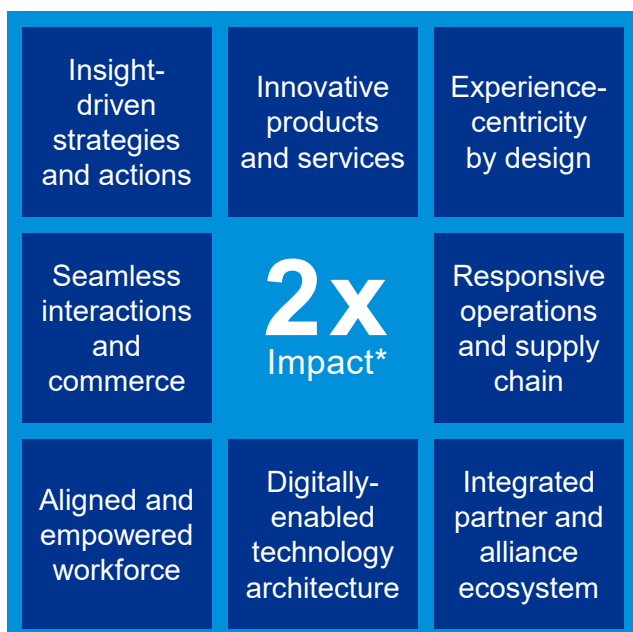 Insight-
driven
strategies
and actions
Innovative
products
and services
Experience-
centricity
by design
Seamless
interactions
and
commerce
2x
Impact*
Responsive
operations
and supply
chain
Aligned and
empowered
workforce
Digitally-
enabled
technology
architecture
Integrated
partner and
alliance
ecosystem